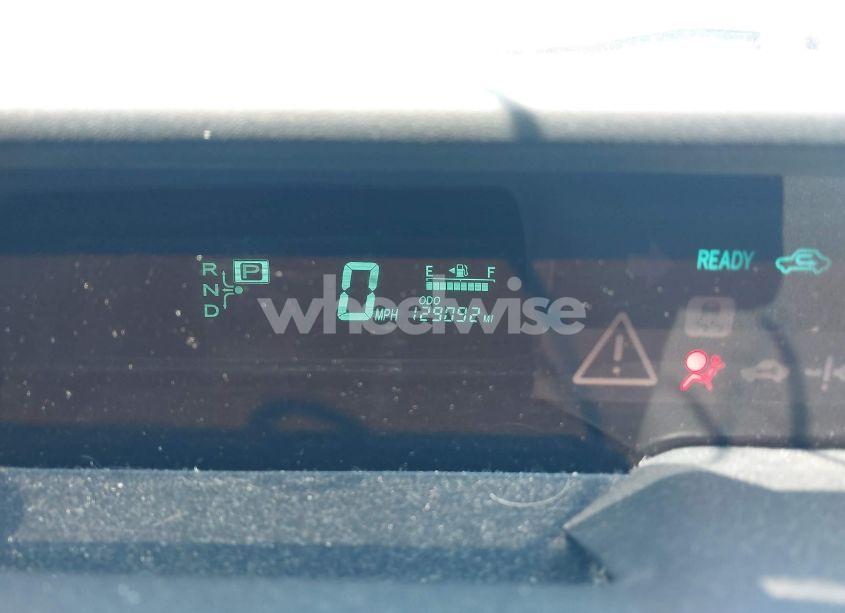 R P
N
D
0 MPH
E F
ODO
129092 MI
READY
wheelwise